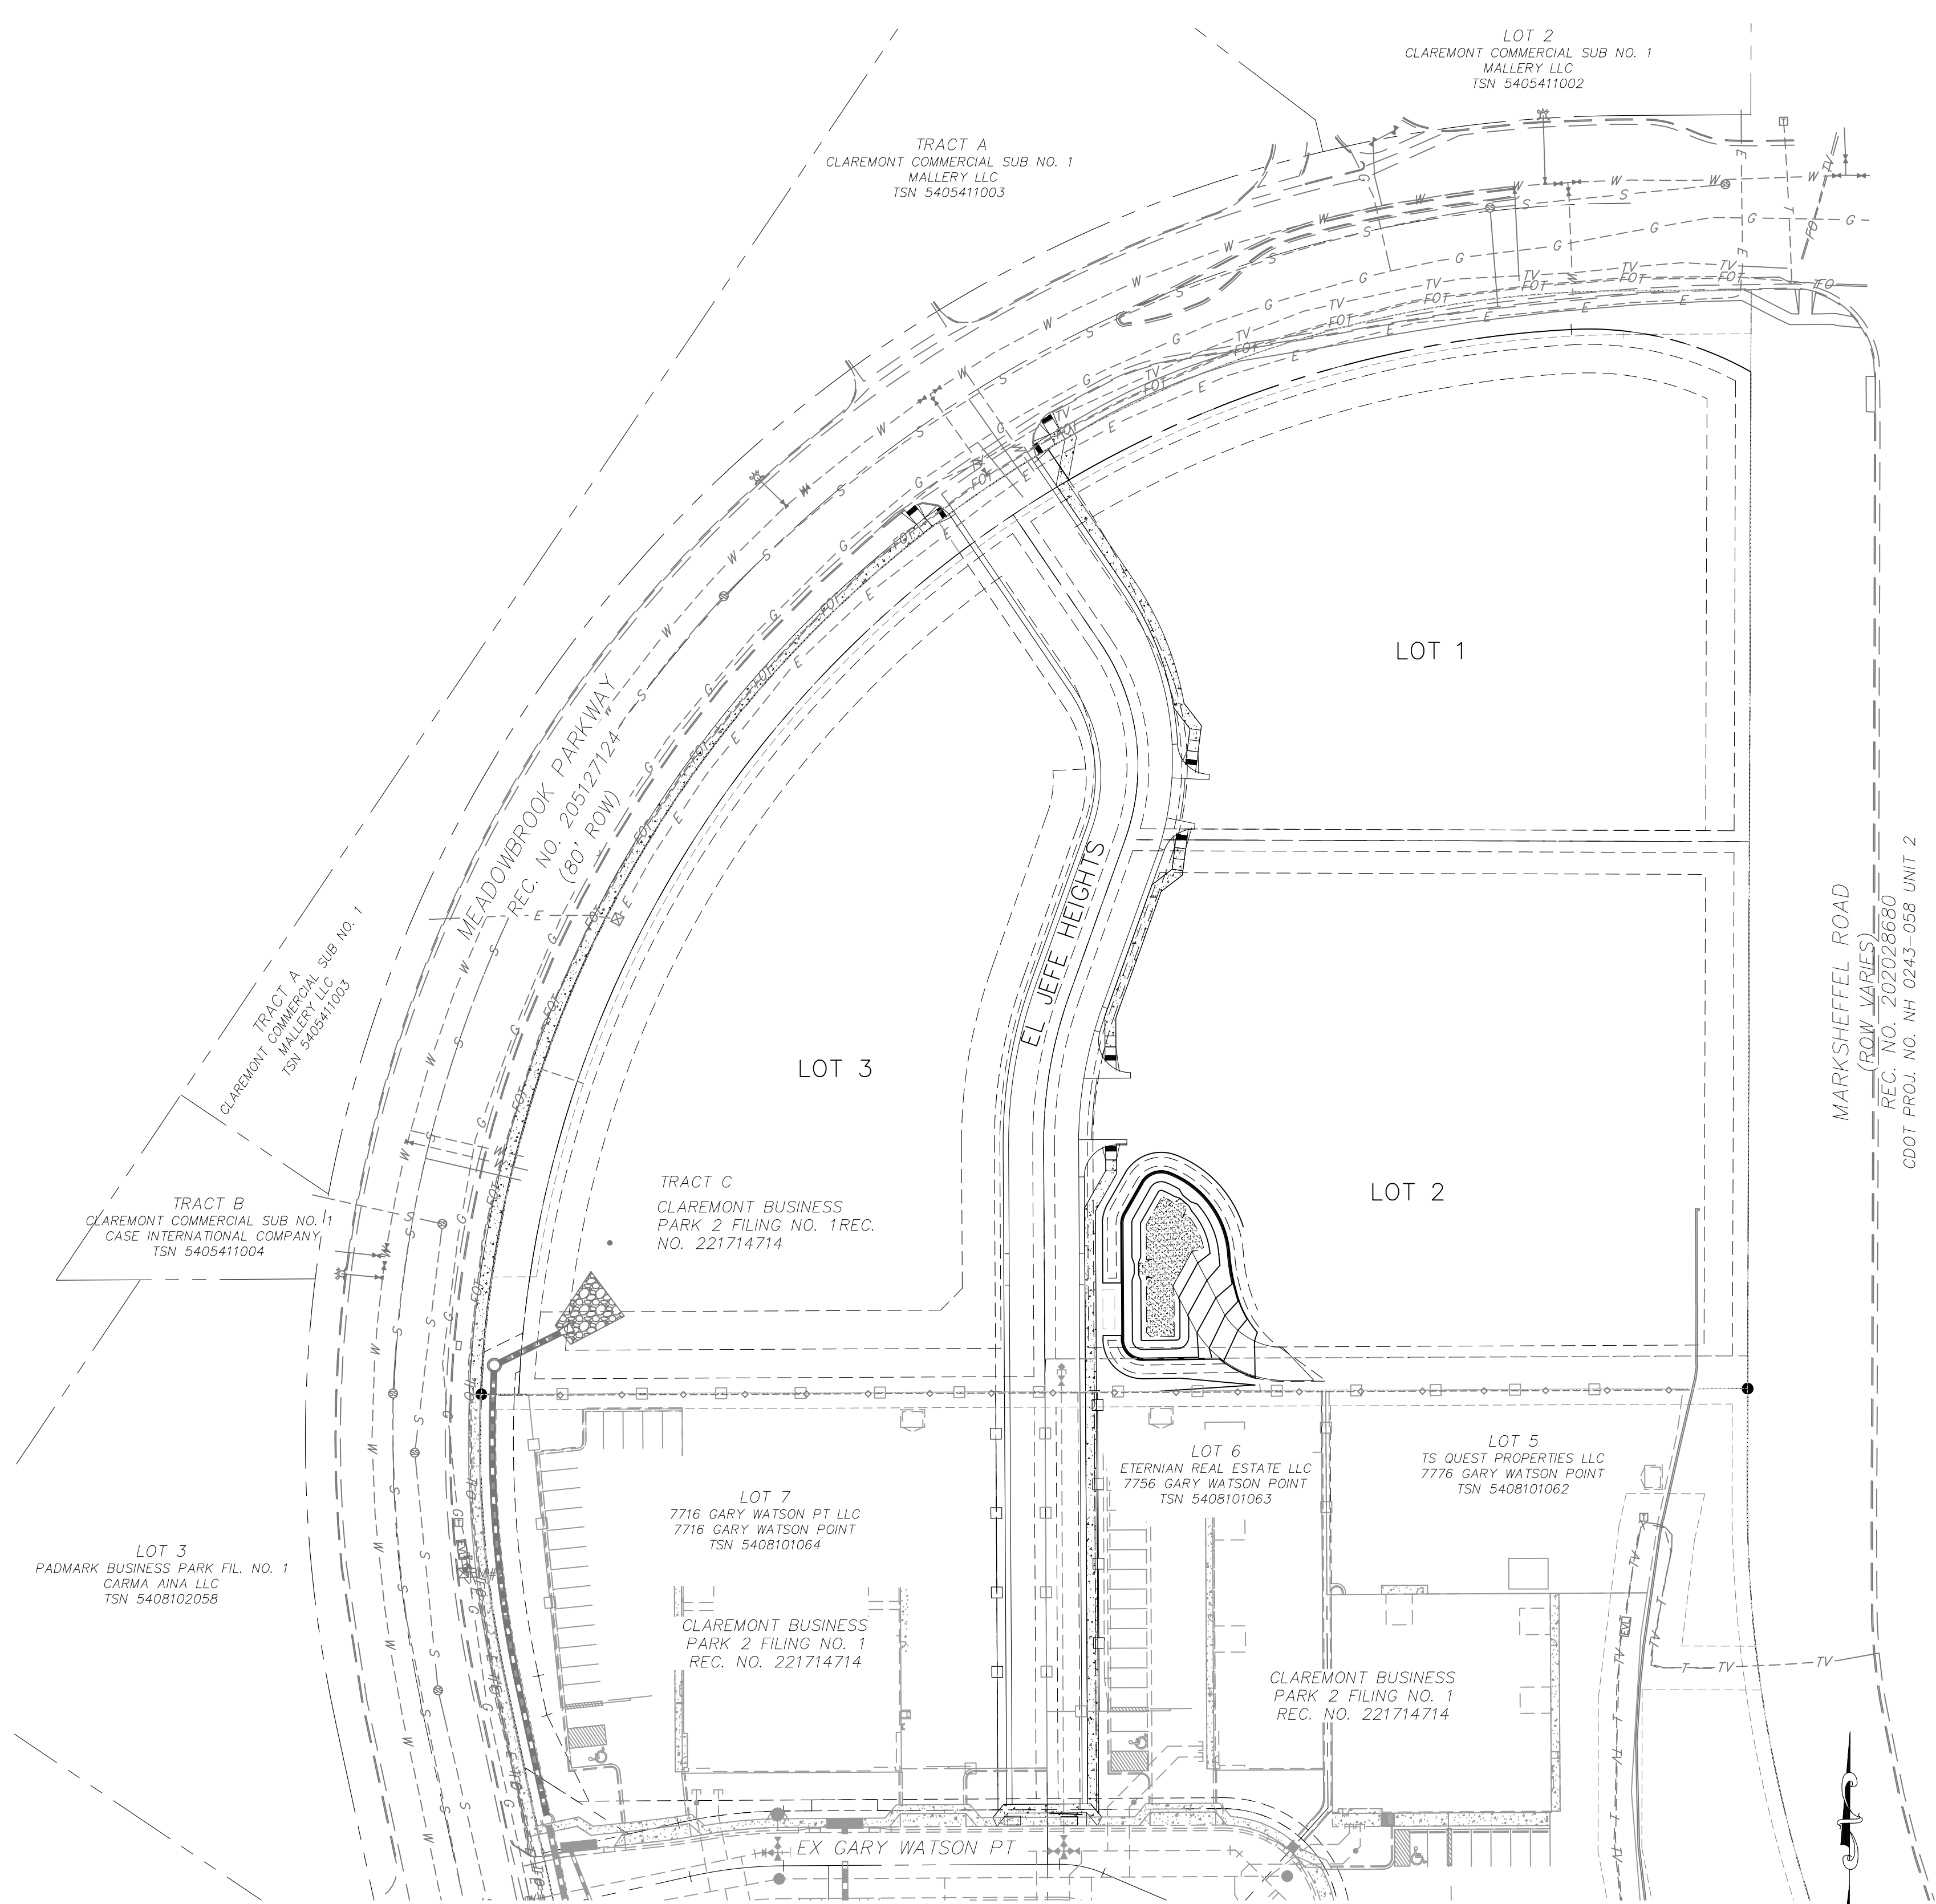 LOT 2
CLAREMONT COMMERCIAL SUB NO. 1
MALLERY LLC
TSN 5405411002
TRACT A
CLAREMONT COMMERCIAL SUB NO. 1
MALLERY LLC
TSN 5405411003
LOT 1
MEADOWBROOK PARKWAY
REC. NO. 205127124
(80' ROW)
EL JEFE HEIGHTS
MARKSHEFFEL ROAD
(ROW VARIES)
REC. NO. 202028680
CDOT PROJ. NO. NH 0243-058 UNIT 2
TRACT A
CLAREMONT COMMERCIAL SUB NO. 1
MALLERY LLC
TSN 5405411003
LOT 3
TRACT C
CLAREMONT BUSINESS
PARK 2 FILING NO. 1REC.
NO. 221714714
LOT 2
TRACT B
CLAREMONT COMMERCIAL SUB NO. 1
CASE INTERNATIONAL COMPANY
TSN 5405411004
LOT 7
7716 GARY WATSON PT LLC
7716 GARY WATSON POINT
TSN 5408101064
LOT 6
ETERNIAN REAL ESTATE LLC
7756 GARY WATSON POINT
TSN 5408101063
LOT 5
TS QUEST PROPERTIES LLC
7776 GARY WATSON POINT
TSN 5408101062
LOT 3
PADMARK BUSINESS PARK FIL. NO. 1
CARMA AINA LLC
TSN 5408102058
CLAREMONT BUSINESS
PARK 2 FILING NO. 1
REC. NO. 221714714
CLAREMONT BUSINESS
PARK 2 FILING NO. 1
REC. NO. 221714714
EX GARY WATSON PT